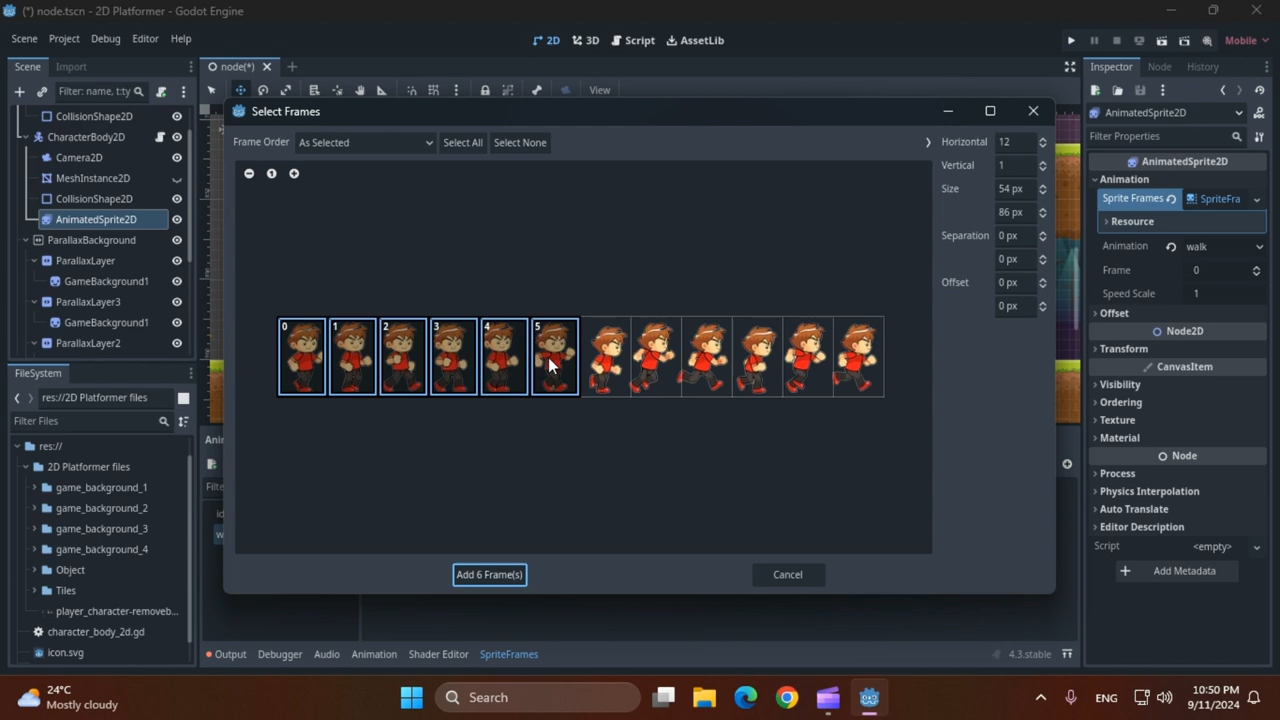 (*) node.tscn - 2D Platformer - Godot Engine
Scene Project Debug Editor Help
2D 3D Script AssetLib
Mobile
Scene Import
node(*)
Inspector Node History
Filter: name, t:ty
View
AnimatedSprite2D
Filter Properties
CollisionShape2D
CharacterBody2D
Camera2D
MeshInstance2D
CollisionShape2D
AnimatedSprite2D
ParallaxBackground
ParallaxLayer
GameBackground1
ParallaxLayer3
GameBackground1
ParallaxLayer2
Select Frames
Frame Order As Selected Select All Select None
Horizontal 12
Vertical 1
Size 54 px
86 px
Separation 0 px
0 px
Offset 0 px
0 px
0 1 2 3 4 5
Add 6 Frame(s) Cancel
AnimatedSprite2D
Animation
Sprite Frames SpriteFra
Resource
Animation walk
Frame 0
Speed Scale 1
Offset
Node2D
Transform
CanvasItem
Visibility
Ordering
Texture
Material
Node
Process
Physics Interpolation
Auto Translate
Editor Description
Script <empty>
Add Metadata
FileSystem
res://2D Platformer files
Filter Files
res://
2D Platformer files
game_background_1
game_background_2
game_background_3
game_background_4
Object
Tiles
player_character-removeb...
character_body_2d.gd
icon.svg
Ani
Filte
id
w
Output Debugger Audio Animation Shader Editor SpriteFrames
4.3.stable
24°C
Mostly cloudy
Search
ENG
10:50 PM
9/11/2024